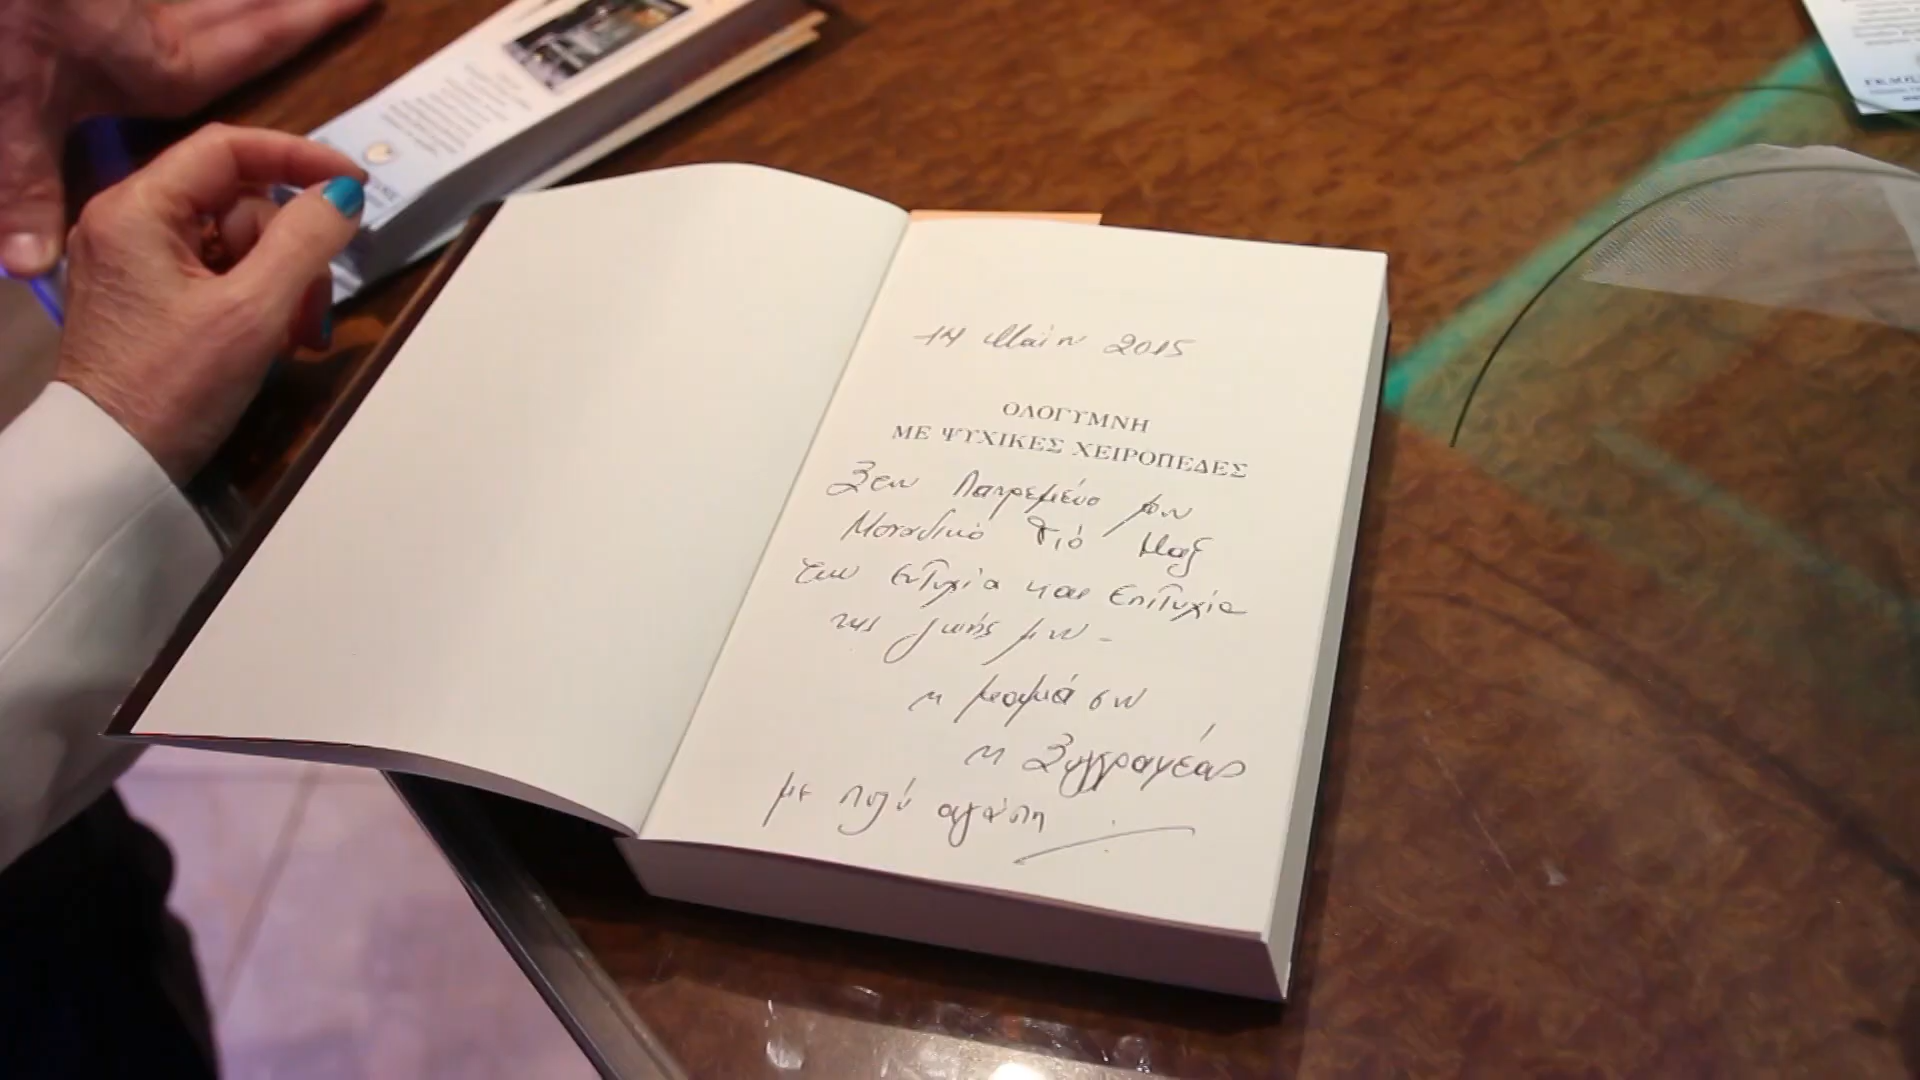 14 Μαΐου 2015
ΟΛΟΓΥΜΝΗ
ΜΕ ΨΥΧΙΚΕΣ ΧΕΙΡΟΠΕΔΕΣ
Στον Λατρεμένο μου
Μοναδικό Γιό Μαξ
την ευτυχία και επιτυχία
της ζωής μου -
η μαμά σου
η Συγγραφέας
με πολύ αγάπη